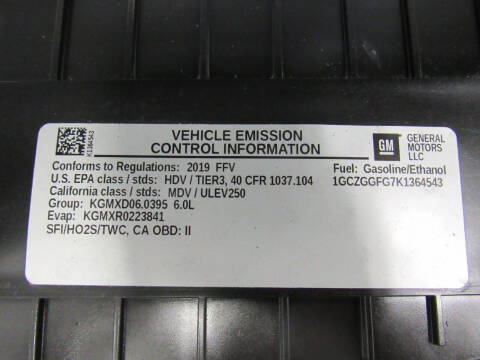 K1364543
VEHICLE EMISSION
CONTROL INFORMATION
GM
GENERAL
MOTORS
LLC
Conforms to Regulations: 2019 FFV
Fuel: Gasoline/Ethanol
U.S. EPA class / stds: HDV / TIER3, 40 CFR 1037.104
1GCZGGFG7K1364543
California class / stds: MDV / ULEV250
Group: KGMXD06.0395 6.0L
Evap: KGMXR0223841
SFI/HO2S/TWC, CA OBD: II